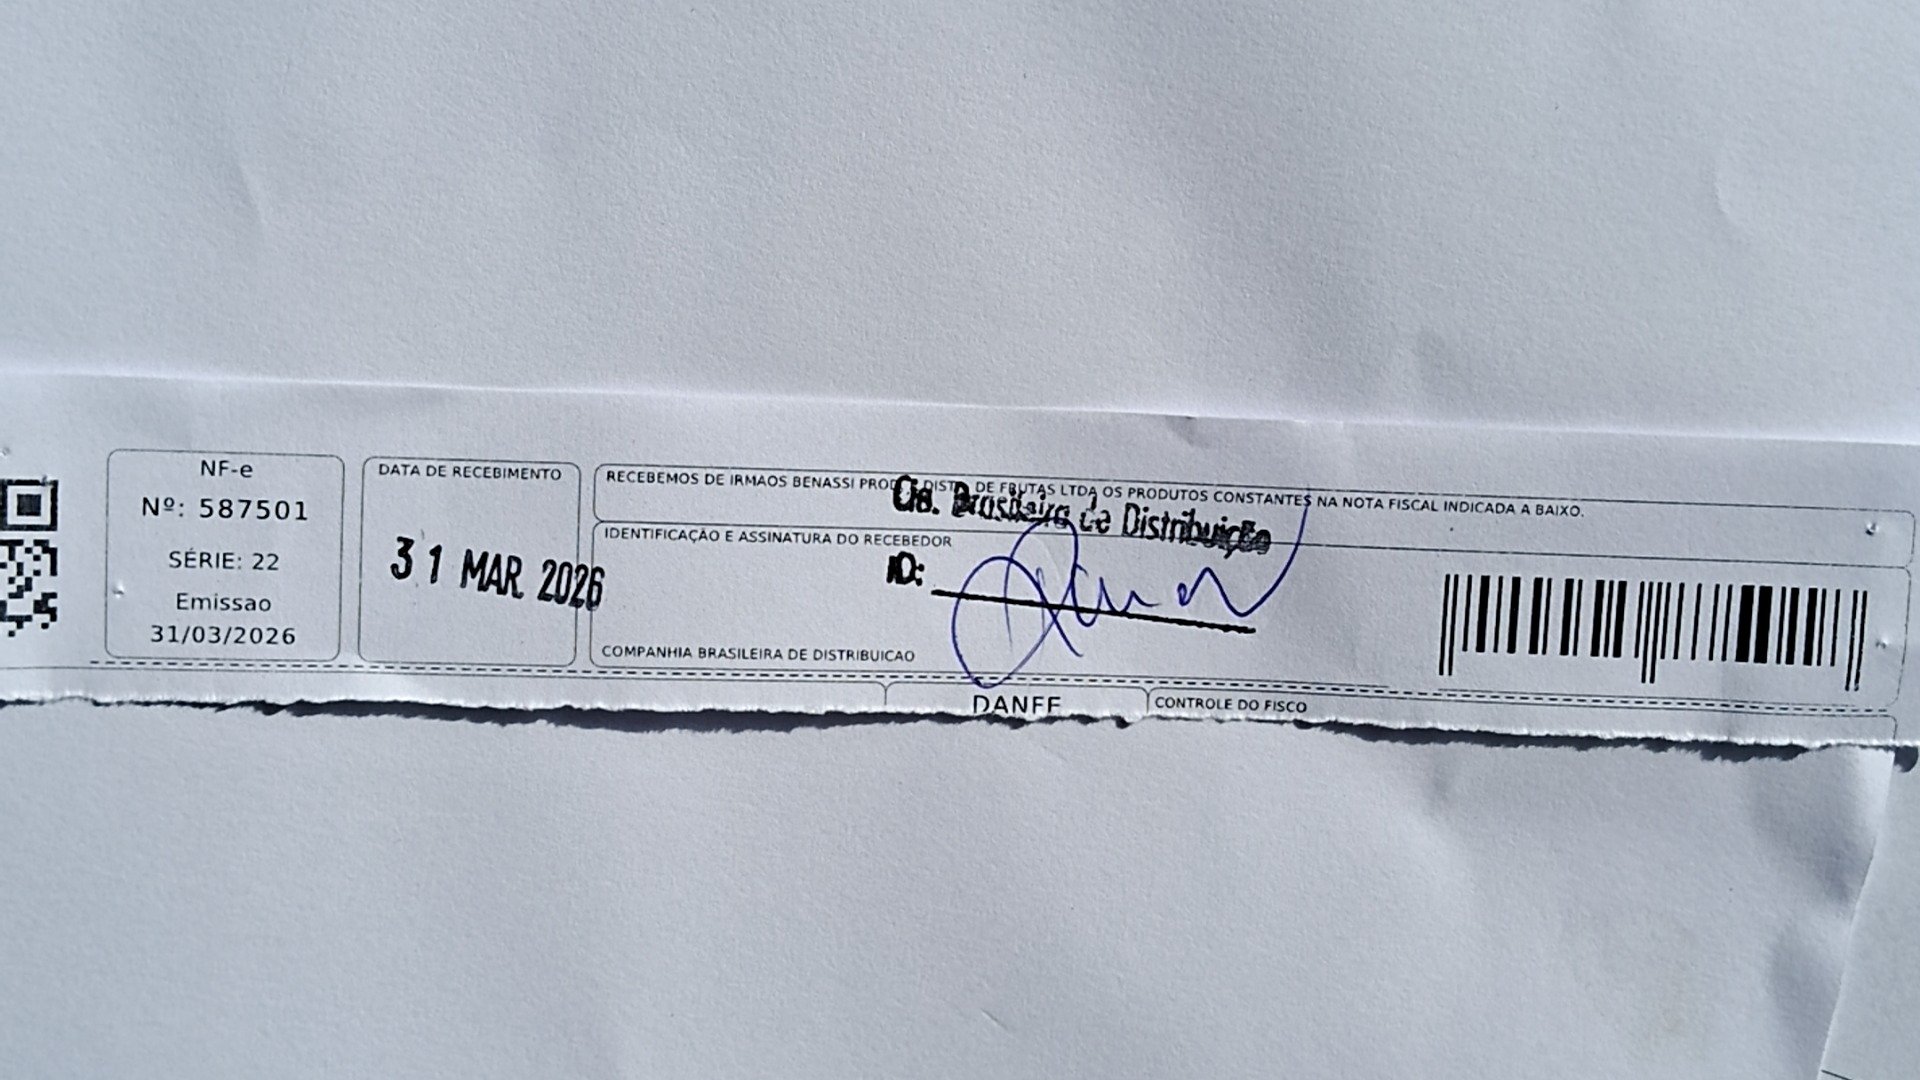 NF-e
Nº: 587501
SÉRIE: 22
Emissao
31/03/2026
DATA DE RECEBIMENTO
31 MAR 2026
RECEBEMOS DE IRMAOS BENASSI PROD DIST. DE FRUTAS LTDA OS PRODUTOS CONSTANTES NA NOTA FISCAL INDICADA A BAIXO.
Cia. Brasileira de Distribuição
IDENTIFICAÇÃO E ASSINATURA DO RECEBEDOR
ID:
COMPANHIA BRASILEIRA DE DISTRIBUICAO
DANFE
CONTROLE DO FISCO